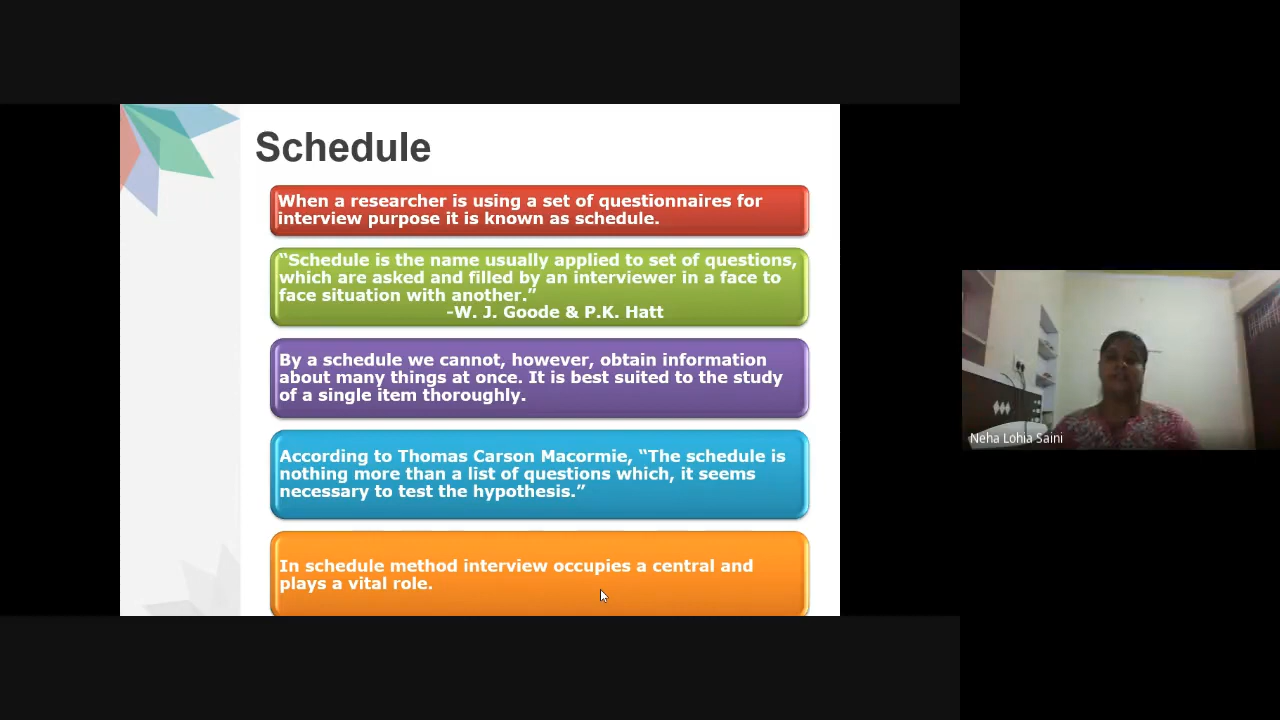 Schedule
When a researcher is using a set of questionnaires for
interview purpose it is known as schedule.
“Schedule is the name usually applied to set of questions,
which are asked and filled by an interviewer in a face to
face situation with another.”
-W. J. Goode & P.K. Hatt
By a schedule we cannot, however, obtain information
about many things at once. It is best suited to the study
of a single item thoroughly.
According to Thomas Carson Macormie, “The schedule is
nothing more than a list of questions which, it seems
necessary to test the hypothesis.”
In schedule method interview occupies a central and
plays a vital role.
Neha Lohia Saini